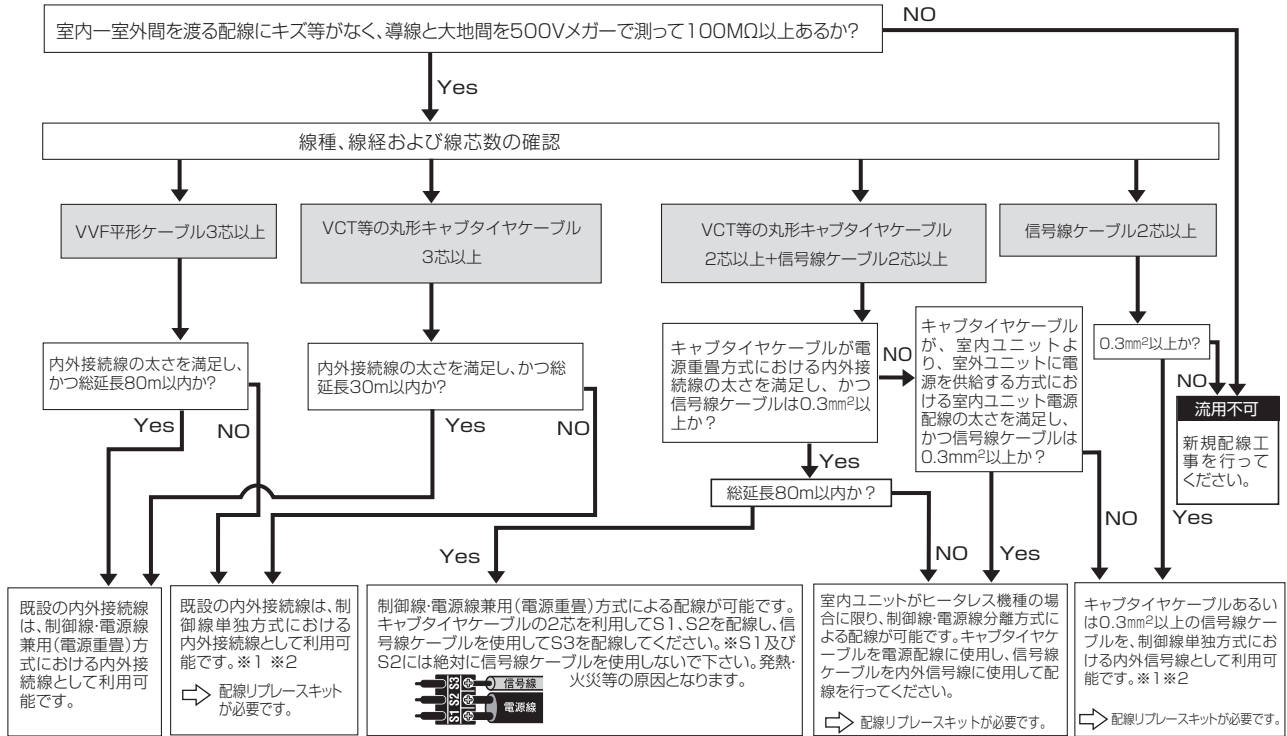 室内ー室外間を渡る配線にキズ等がなく、導線と大地間を500Vメガーで測って100MΩ以上あるか?
NO
Yes
線種、線経および線芯数の確認
VVF平形ケーブル3芯以上
VCT等の丸形キャブタイヤケーブル
3芯以上
VCT等の丸形キャブタイヤケーブル
2芯以上+信号線ケーブル2芯以上
信号線ケーブル2芯以上
内外接続線の太さを満足し、
かつ総延長80m以内か?
Yes
NO
内外接続線の太さを満足し、かつ総
延長30m以内か?
Yes
NO
キャブタイヤケーブルが電
源重畳方式における内外接
続線の太さを満足し、かつ
信号線ケーブルは0.3mm²以
上か?
NO
Yes
キャブタイヤケーブル
が、室内ユニットよ
り、室外ユニットに電
源を供給する方式にお
ける室内ユニット電源
配線の太さを満足し、
かつ信号線ケーブルは
0.3mm²以上か?
0.3mm²以上か?
NO
流用不可
新規配線工
事を行って
ください。
総延長80m以内か?
Yes
NO
Yes
NO
Yes
既設の内外接続線
は、制御線・電源線
兼用(電源重畳)方
式における内外接
続線として利用可
能です。
既設の内外接続線は、制
御線単独方式における
内外接続線として利用可
能です。※1 ※2
⇨ 配線リプレースキット
が必要です。
制御線・電源線兼用(電源重畳)方式による配線が可能です。
キャブタイヤケーブルの2芯を利用してS1、S2を配線し、信
号線ケーブルを使用してS3を配線してください。※S1及び
S2には絶対に信号線ケーブルを使用しないで下さい。発熱・
火災等の原因となります。
S1 S2 S3
信号線
電源線
室内ユニットがヒータレス機種の場
合に限り、制御線・電源線分離方式に
よる配線が可能です。キャブタイヤケ
ーブルを電源配線に使用し、信号線
ケーブルを内外信号線に使用して配
線を行ってください。
⇨ 配線リプレースキットが必要です。
キャブタイヤケーブルあるい
は0.3mm²以上の信号線ケー
ブルを、制御線単独方式にお
ける内外信号線として利用可
能です。※1※2
⇨ 配線リプレースキットが必要です。